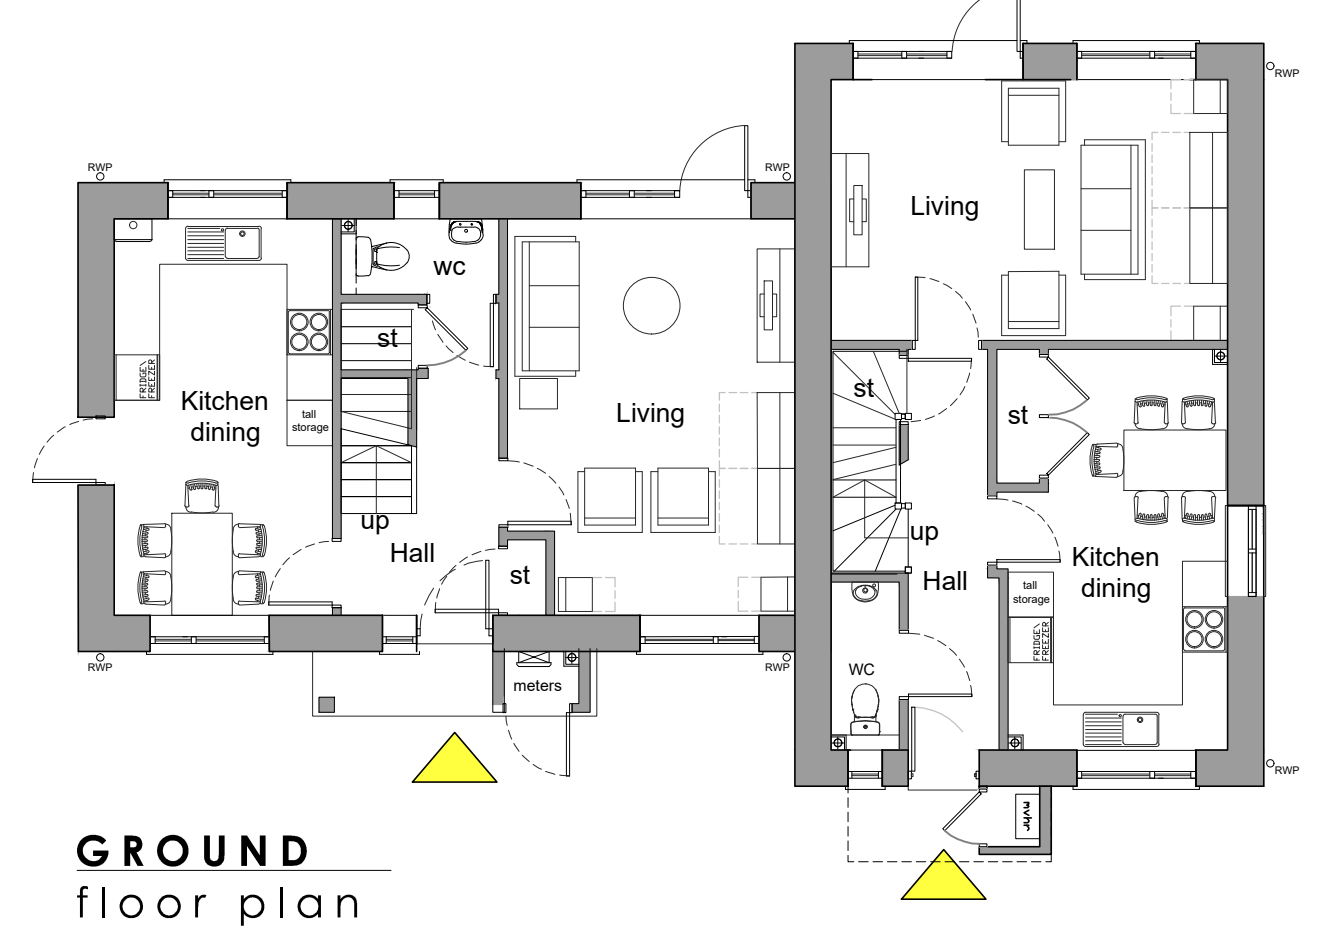 RWP
Living
RWP
RWP
wc
st
FRIDGE\
FREEZER
Kitchen
dining
tall
storage
Living
up
Hall
st
RWP
RWP
meters
st
st
up
Hall
Kitchen
dining
tall
storage
FRIDGE\
FREEZER
WC
RWP
mvhr
GROUND
floor plan